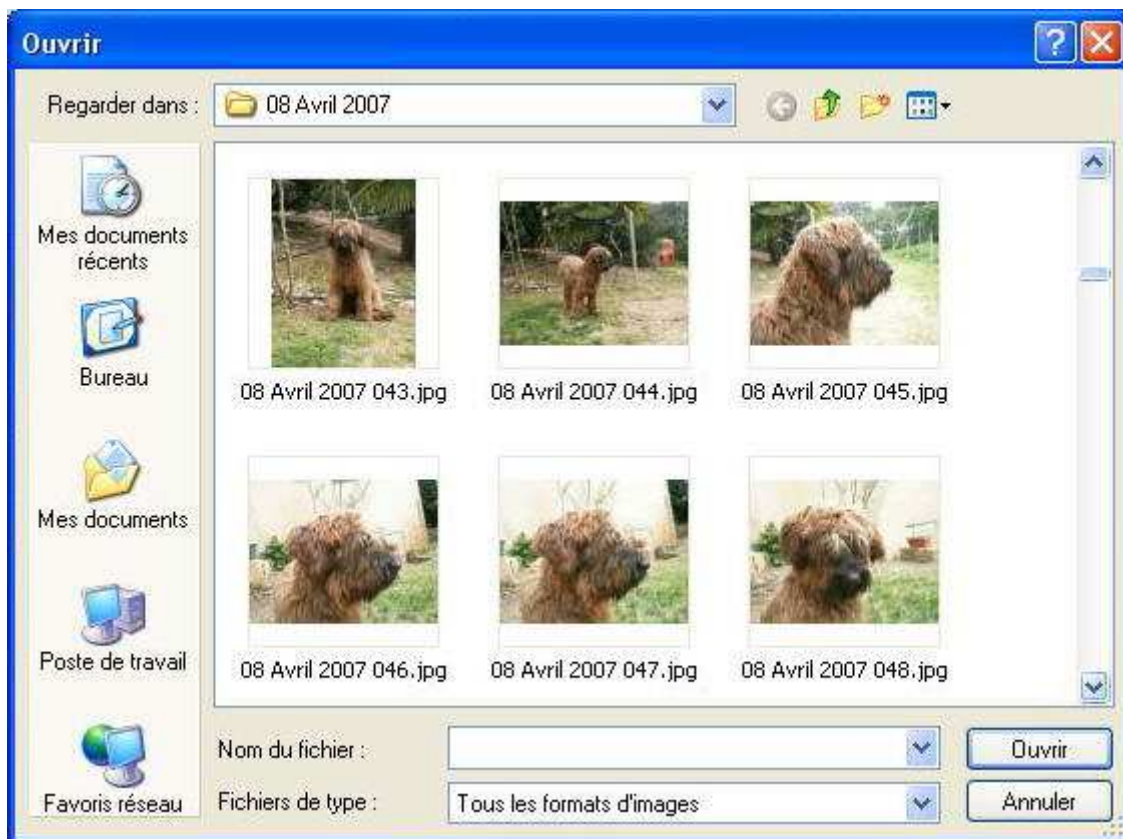 Ouvrir
Regarder dans :
08 Avril 2007
Mes documents
récents
Bureau
Mes documents
Poste de travail
Favoris réseau
08 Avril 2007 043.jpg
08 Avril 2007 044.jpg
08 Avril 2007 045.jpg
08 Avril 2007 046.jpg
08 Avril 2007 047.jpg
08 Avril 2007 048.jpg
Nom du fichier :
Ouvrir
Fichiers de type :
Tous les formats d'images
Annuler